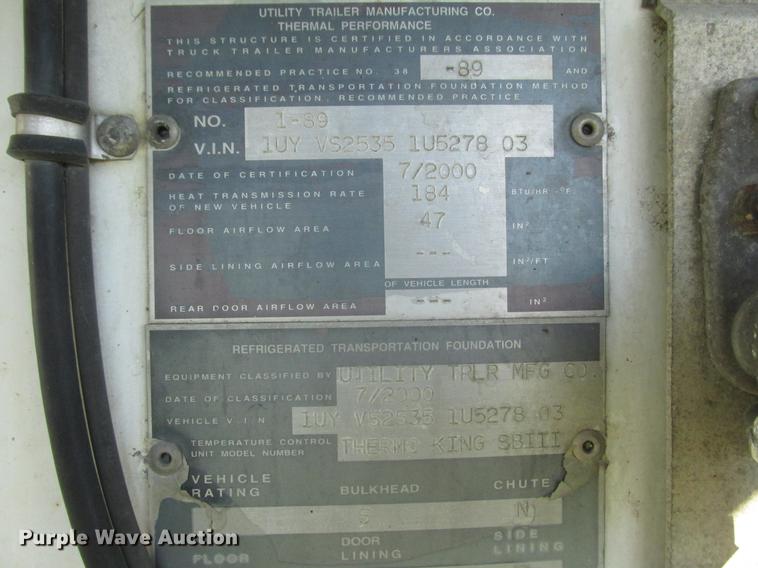 UTILITY TRAILER MANUFACTURING CO.
THERMAL PERFORMANCE
THIS STRUCTURE IS CERTIFIED IN ACCORDANCE WITH
TRUCK TRAILER MANUFACTURERS ASSOCIATION
RECOMMENDED PRACTICE NO. 38 -89 AND
REFRIGERATED TRANSPORTATION FOUNDATION METHOD
FOR CLASSIFICATION, RECOMMENDED PRACTICE
NO. 1-89
V.I.N. 1UY VS2535 1U5278 03
DATE OF CERTIFICATION 7/2000
HEAT TRANSMISSION RATE 184 BTU/HR -°F.
OF NEW VEHICLE
FLOOR AIRFLOW AREA 47 IN²
SIDE LINING AIRFLOW AREA --- IN²/FT
OF VEHICLE LENGTH
REAR DOOR AIRFLOW AREA --- IN²
REFRIGERATED TRANSPORTATION FOUNDATION
EQUIPMENT CLASSIFIED BY UTILITY TRLR MFG CO.
DATE OF CLASSIFICATION 7/2000
VEHICLE V.I.N 1UY VS2535 1U5278 03
TEMPERATURE CONTROL
UNIT MODEL NUMBER THERMO KING SBIII
VEHICLE
RATING BULKHEAD CHUTE
S N
FLOOR DOOR LINING SIDE LINING
Purple Wave Auction